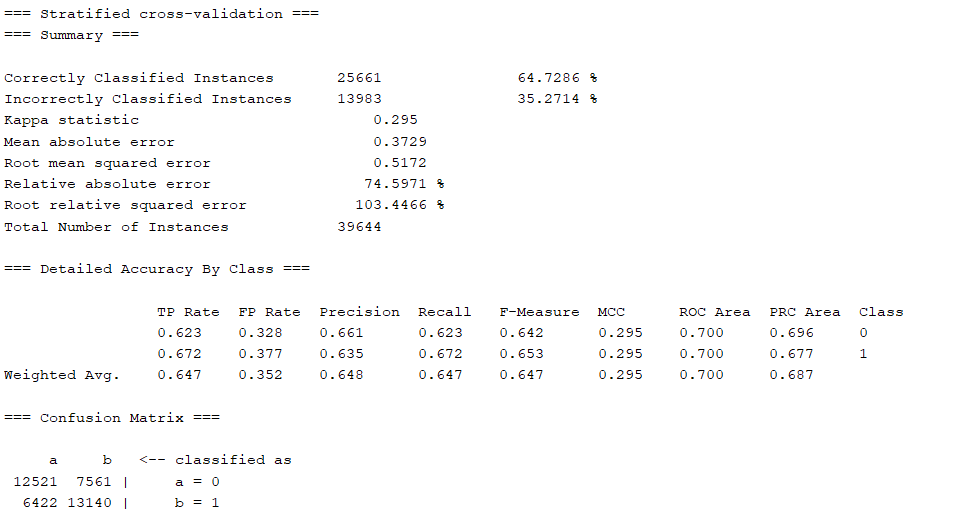 === Stratified cross-validation ===
=== Summary ===
Correctly Classified Instances 25661 64.7286 %
Incorrectly Classified Instances 13983 35.2714 %
Kappa statistic 0.295
Mean absolute error 0.3729
Root mean squared error 0.5172
Relative absolute error 74.5971 %
Root relative squared error 103.4466 %
Total Number of Instances 39644
=== Detailed Accuracy By Class ===
TP Rate FP Rate Precision Recall F-Measure MCC ROC Area PRC Area Class
0.623 0.328 0.661 0.623 0.642 0.295 0.700 0.696 0
0.672 0.377 0.635 0.672 0.653 0.295 0.700 0.677 1
Weighted Avg. 0.647 0.352 0.648 0.647 0.647 0.295 0.700 0.687
=== Confusion Matrix ===
a b <-- classified as
12521 7561 | a = 0
6422 13140 | b = 1